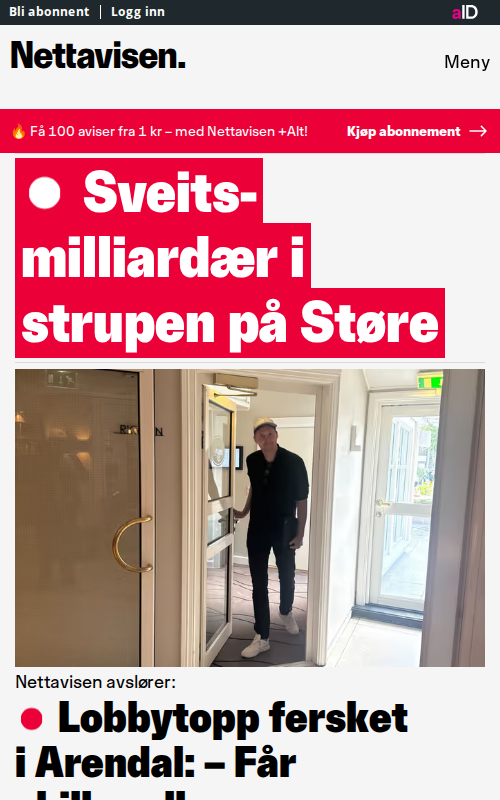 Bli abonnent | Logg inn
aID
Nettavisen.
Meny
🔥 Få 100 aviser fra 1 kr – med Nettavisen +Alt!
Kjøp abonnement →
Sveits-
milliardær i
strupen på Støre
Nettavisen avslører:
Lobbytopp fersket
i Arendal: – Får